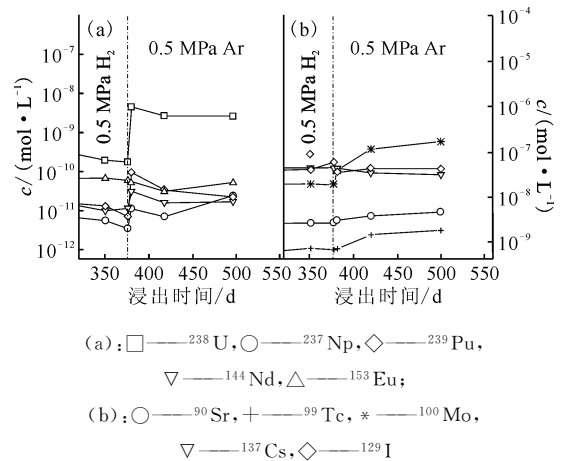 (a)
0.5 MPa H₂
0.5 MPa Ar
c/(mol·L⁻¹)
10⁻⁷
10⁻⁸
10⁻⁹
10⁻¹⁰
10⁻¹¹
10⁻¹²
350 400 450 500 550
浸出时间/d
(b)
0.5 MPa H₂
0.5 MPa Ar
10⁻⁴
10⁻⁵
10⁻⁶
10⁻⁷
10⁻⁸
10⁻⁹
c/(mol·L⁻¹)
350 400 450 500 550
浸出时间/d
(a):□——²³⁸U,○——²³⁷Np,◇——²³⁹Pu,
▽——¹⁴⁴Nd,△——¹⁵³Eu;
(b):○——⁹⁰Sr,+——⁹⁹Tc,*——¹⁰⁰Mo,
▽——¹³⁷Cs,◇——¹²⁹I